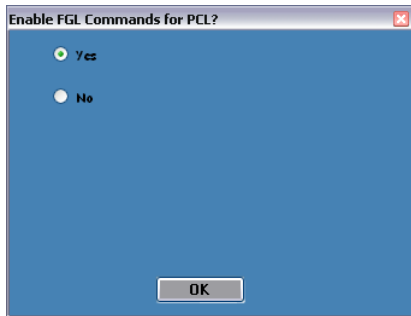 Enable FGL Commands for PCL?
Yes
No
OK